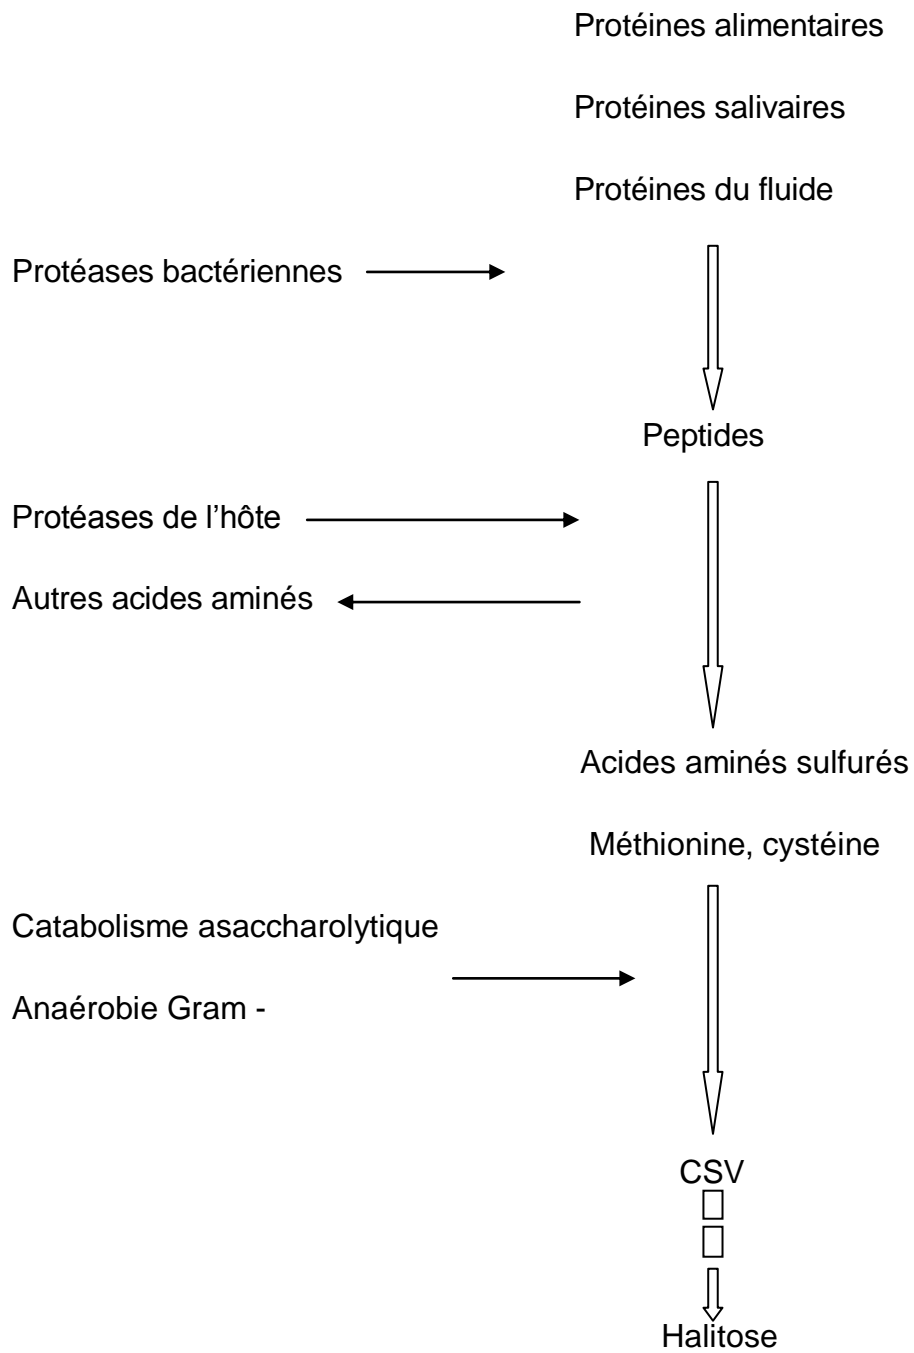 Protéines alimentaires
Protéines salivaires
Protéines du fluide
Protéases bactériennes
Peptides
Protéases de l’hôte
Autres acides aminés
Acides aminés sulfurés
Méthionine, cystéine
Catabolisme asaccharolytique
Anaérobie Gram -
CSV
Halitose